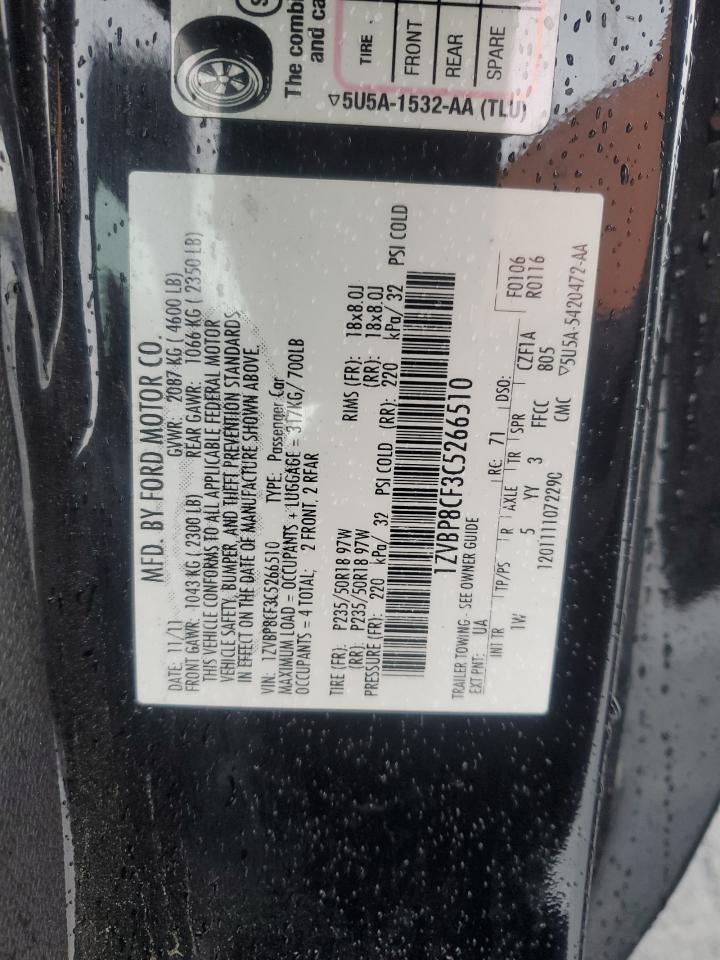 The combi
and ca
TIRE
FRONT
REAR
SPARE
▽5U5A-1532-AA (TLU)
MFD. BY FORD MOTOR CO.
DATE: 11/11 GVWR: 2087 KG ( 4600 LB)
FRONT GAWR: 1043 KG ( 2300 LB) REAR GAWR: 1066 KG ( 2350 LB)
THIS VEHICLE CONFORMS TO ALL APPLICABLE FEDERAL MOTOR
VEHICLE SAFETY, BUMPER, AND THEFT PREVENTION STANDARDS
IN EFFECT ON THE DATE OF MANUFACTURE SHOWN ABOVE.
VIN: 1ZVBP8CF3C5266510 TYPE: Passenger Car
MAXIMUM LOAD = OCCUPANTS + LUGGAGE = 317KG/700LB
OCCUPANTS = 4 TOTAL; 2 FRONT, 2 REAR
TIRE (FR): P235/50R18 97W RIMS (FR): 18x8.0J
(RR): P235/50R18 97W (RR): 18x8.0J
PRESSURE (FR): 220 kPa/ 32 PSI COLD (RR): 220 kPa/ 32 PSI COLD
1ZVBP8CF3C5266510
TRAILER TOWING - SEE OWNER GUIDE
EXT PNT: UA RC: 71 DSO:
INT TR TP/PS R AXLE TR SPR CZF1A F0106
1W 5 YY 3 FFCC 805 R0116
12011111072290 CMC ▽5U5A-5420472-AA